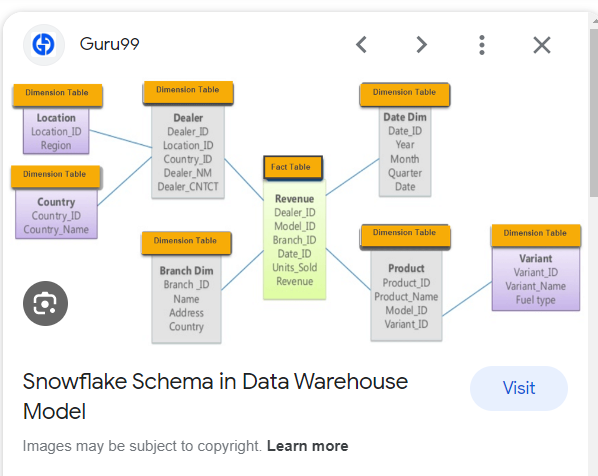 Guru99
Dimension Table
Location
Location_ID
Region
Dimension Table
Country
Country_ID
Country_Name
Dimension Table
Dealer
Dealer_ID
Location_ID
Country_ID
Dealer_NM
Dealer_CNTCT
Dimension Table
Branch Dim
Branch _ID
Name
Address
Country
Fact Table
Revenue
Dealer_ID
Model_ID
Branch_ID
Date_ID
Units_Sold
Revenue
Dimension Table
Date Dim
Date_ID
Year
Month
Quarter
Date
Dimension Table
Product
Product_ID
Product_Name
Model_ID
Variant_ID
Dimension Table
Variant
Variant_ID
Variant_Name
Fuel type
Snowflake Schema in Data Warehouse
Model
Visit
Images may be subject to copyright. Learn more